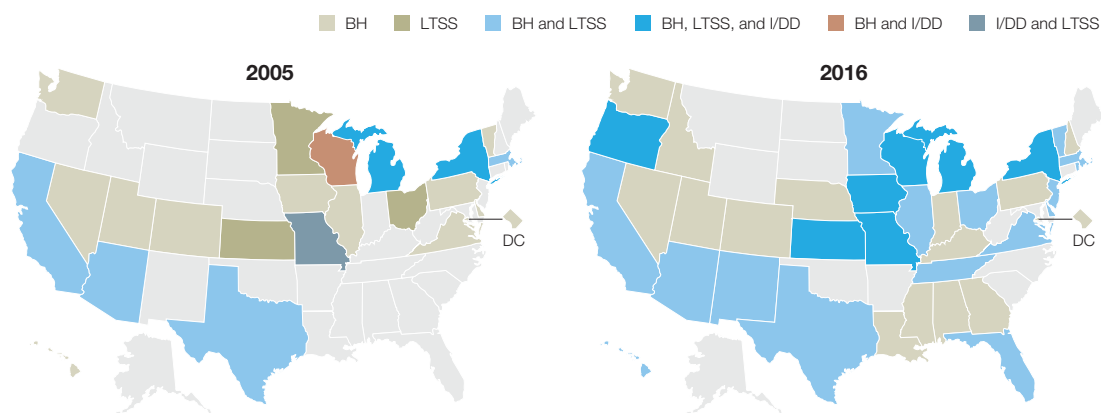 BH LTSS BH and LTSS BH, LTSS, and I/DD BH and I/DD I/DD and LTSS
2005 2016
DC DC